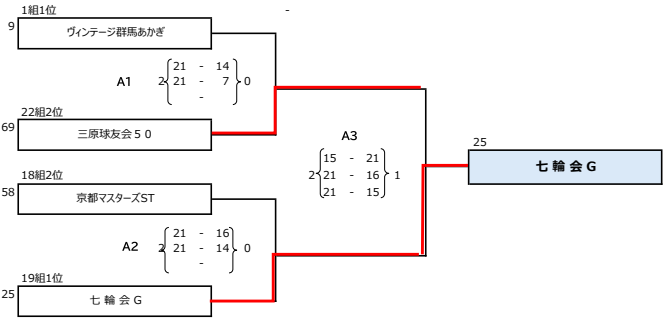 1組1位
-
9 ヴィンテージ群馬あかぎ
21 - 14
A1 2 21 - 7 0
-
22組2位
69 三原球友会50
A3
15 - 21
2 21 - 16 1
21 - 15
25
七輪会G
18組2位
58 京都マスターズST
21 - 16
A2 2 21 - 14 0
-
19組1位
25 七輪会G